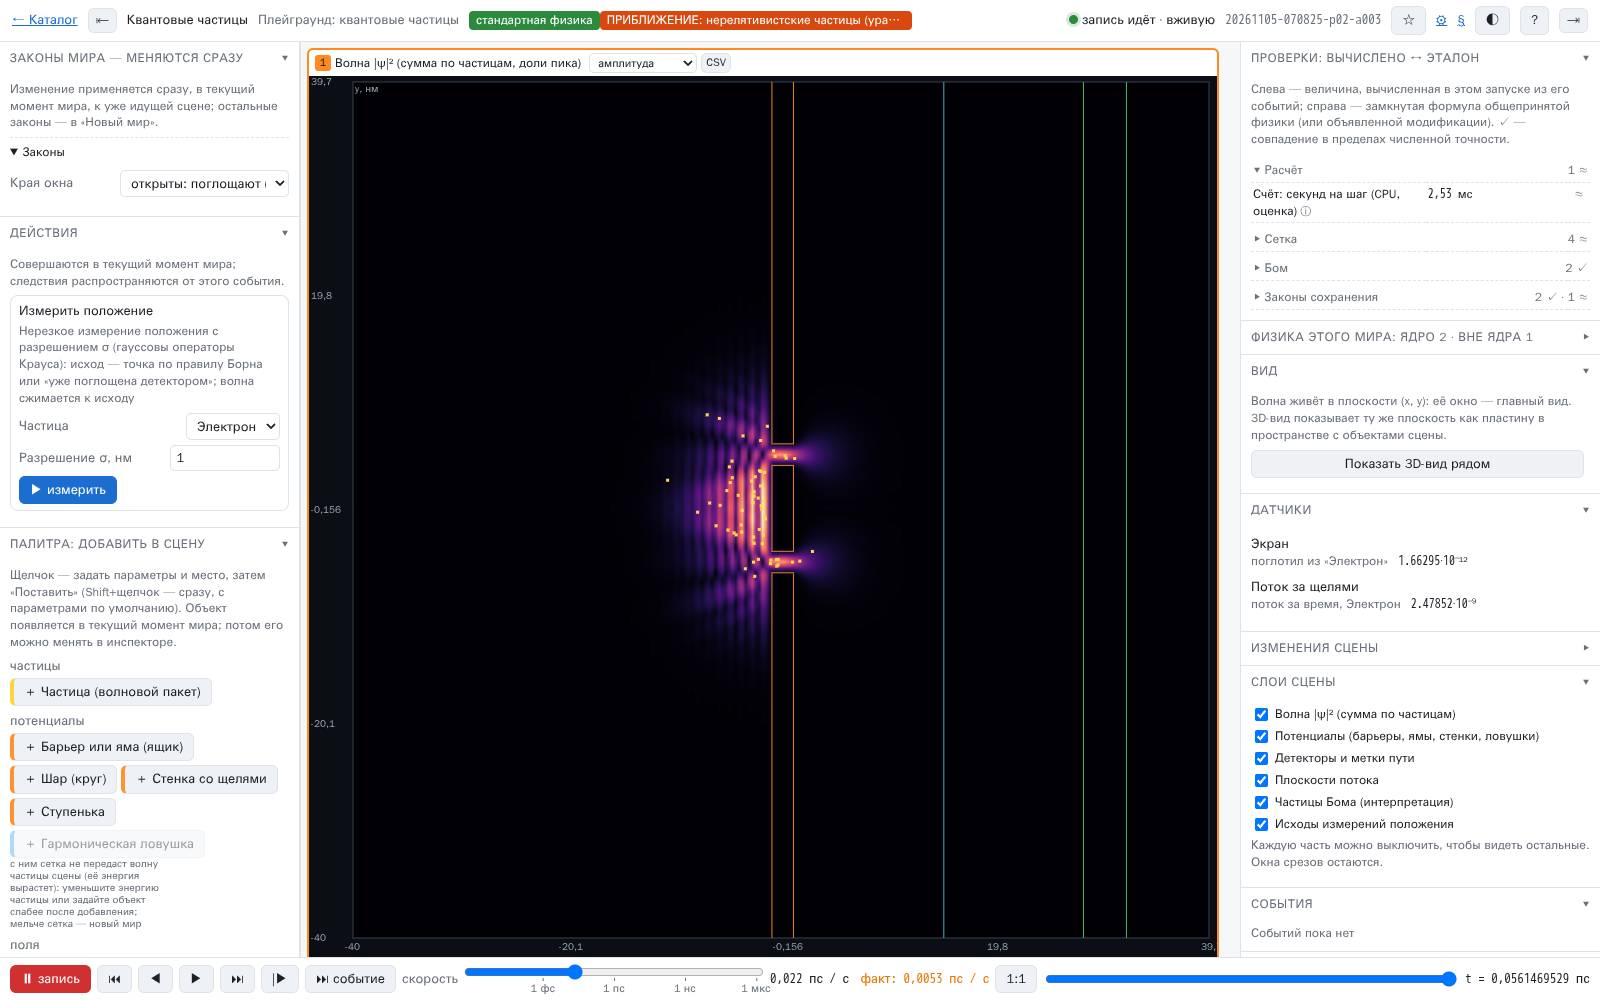 ← Каталог
Квантовые частицы
Плейграунд: квантовые частицы
стандартная физика
ПРИБЛИЖЕНИЕ: нерелятивистские частицы (ура…
запись идёт · вживую
20261105-070825-p02-a003
ЗАКОНЫ МИРА — МЕНЯЮТСЯ СРАЗУ
Изменение применяется сразу, в текущий
момент мира, к уже идущей сцене; остальные
законы — в «Новый мир».
Законы
Края окна
открыты: поглощают
ДЕЙСТВИЯ
Совершаются в текущий момент мира;
следствия распространяются от этого события.
Измерить положение
Нерезкое измерение положения с
разрешением σ (гауссовы операторы
Крауса): исход — точка по правилу Борна
или «уже поглощена детектором»; волна
сжимается к исходу
Частица
Электрон
Разрешение σ, нм
1
измерить
ПАЛИТРА: ДОБАВИТЬ В СЦЕНУ
Щелчок — задать параметры и место, затем
«Поставить» (Shift+щелчок — сразу, с
параметрами по умолчанию). Объект
появляется в текущий момент мира; потом его
можно менять в инспекторе.
частицы
+ Частица (волновой пакет)
потенциалы
+ Барьер или яма (ящик)
+ Шар (круг)
+ Стенка со щелями
+ Ступенька
+ Гармоническая ловушка
с ним сетка не передаст волну
частицы сцены (её энергия
вырастет): уменьшите энергию
частицы или задайте объект
слабее после добавления;
мельче сетка — новый мир
поля
1 Волна |ψ|² (сумма по частицам, доли пика)
амплитуда
CSV
39,7
y, нм
19,8
-0,156
-20,1
-40
-40
-20,1
-0,156
19,8
39,
ПРОВЕРКИ: ВЫЧИСЛЕНО ↔ ЭТАЛОН
Слева — величина, вычисленная в этом запуске из его
событий; справа — замкнутая формула общепринятой
физики (или объявленной модификации). ✓ —
совпадение в пределах численной точности.
Расчёт
1 ≈
Счёт: секунд на шаг (CPU,
оценка) ⓘ
2,53 мс
≈
Сетка
4 ≈
Бом
2 ✓
Законы сохранения
2 ✓ · 1 ≈
ФИЗИКА ЭТОГО МИРА: ЯДРО 2 · ВНЕ ЯДРА 1
ВИД
Волна живёт в плоскости (x, y): её окно — главный вид.
3D-вид показывает ту же плоскость как пластину в
пространстве с объектами сцены.
Показать 3D-вид рядом
ДАТЧИКИ
Экран
поглотил из «Электрон» 1.66295·10⁻¹²
Поток за щелями
поток за время, Электрон 2.47852·10⁻⁹
ИЗМЕНЕНИЯ СЦЕНЫ
СЛОИ СЦЕНЫ
Волна |ψ|² (сумма по частицам)
Потенциалы (барьеры, ямы, стенки, ловушки)
Детекторы и метки пути
Плоскости потока
Частицы Бома (интерпретация)
Исходы измерений положения
Каждую часть можно выключить, чтобы видеть остальные.
Окна срезов остаются.
СОБЫТИЯ
Событий пока нет
запись
событие
скорость
1 фс
1 пс
1 нс
1 мкс
0,022 пс / с
факт: 0,0053 пс / с
1:1
t = 0,0561469529 пс